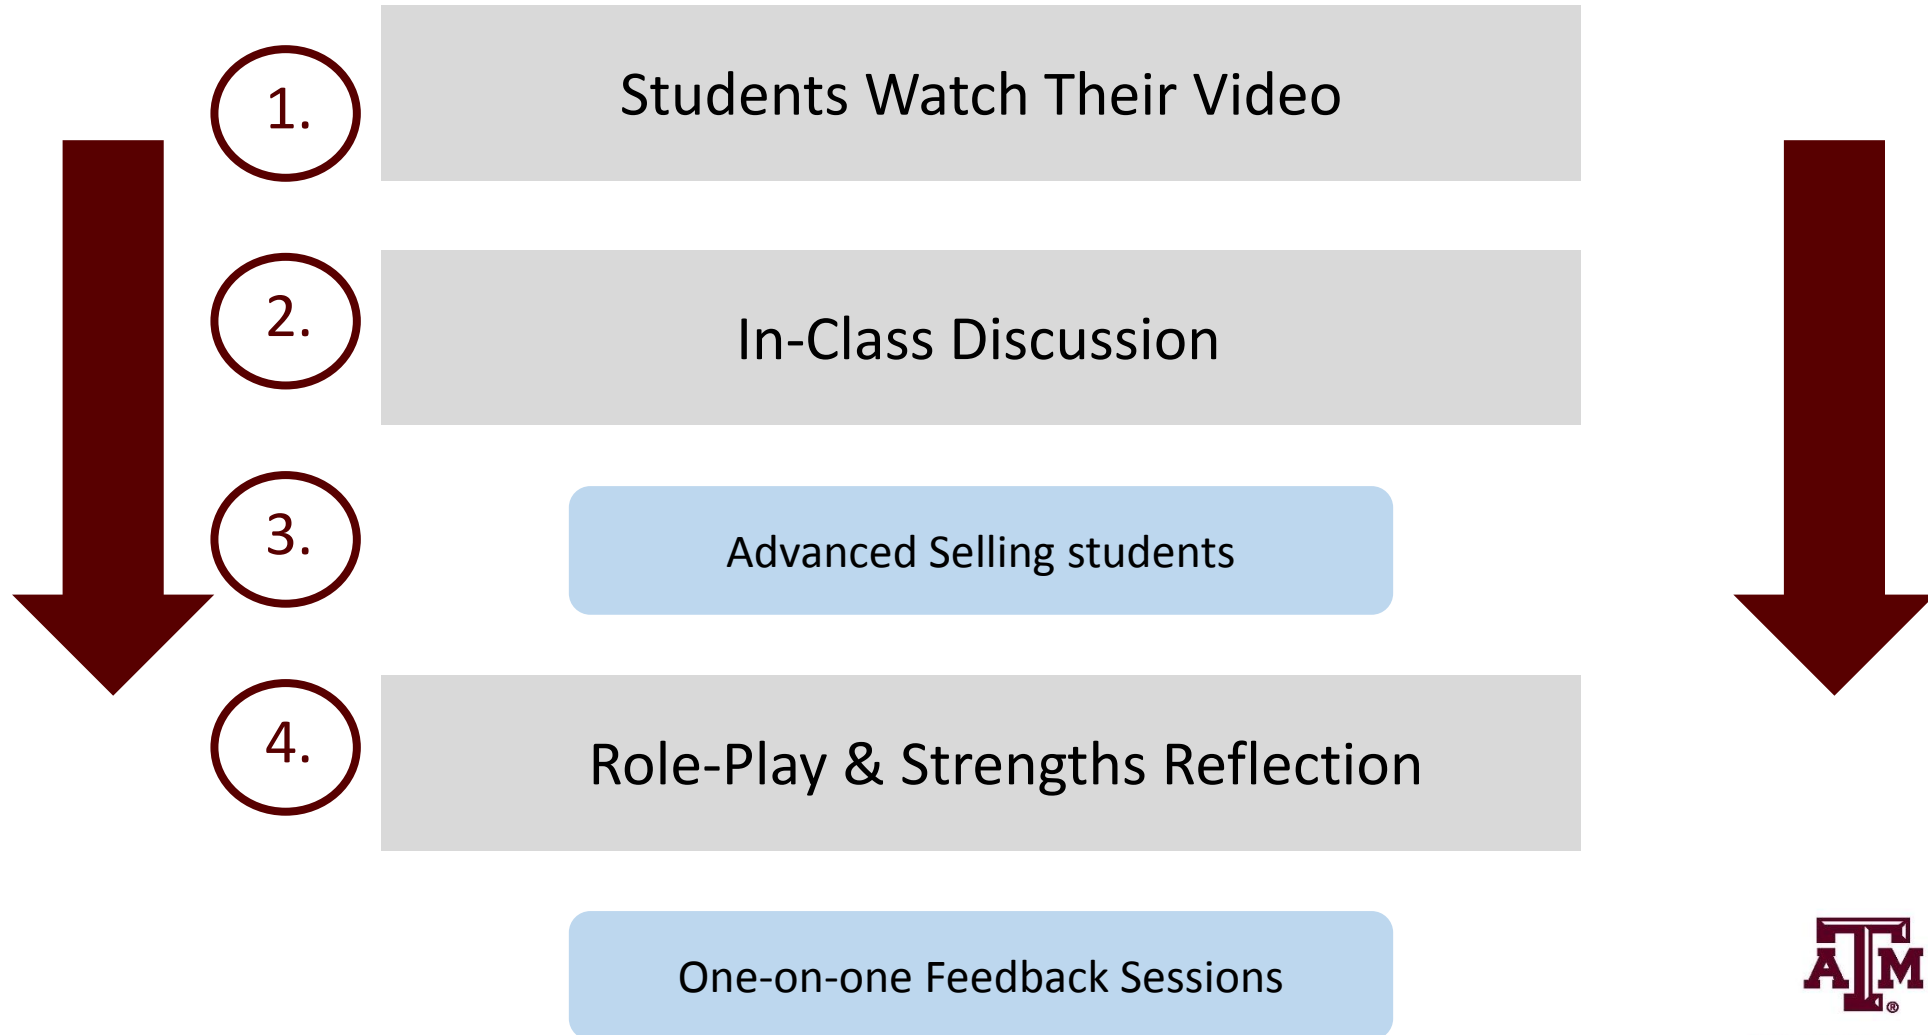 1.
Students Watch Their Video
2.
In-Class Discussion
3.
Advanced Selling students
4.
Role-Play & Strengths Reflection
One-on-one Feedback Sessions
ATM
®